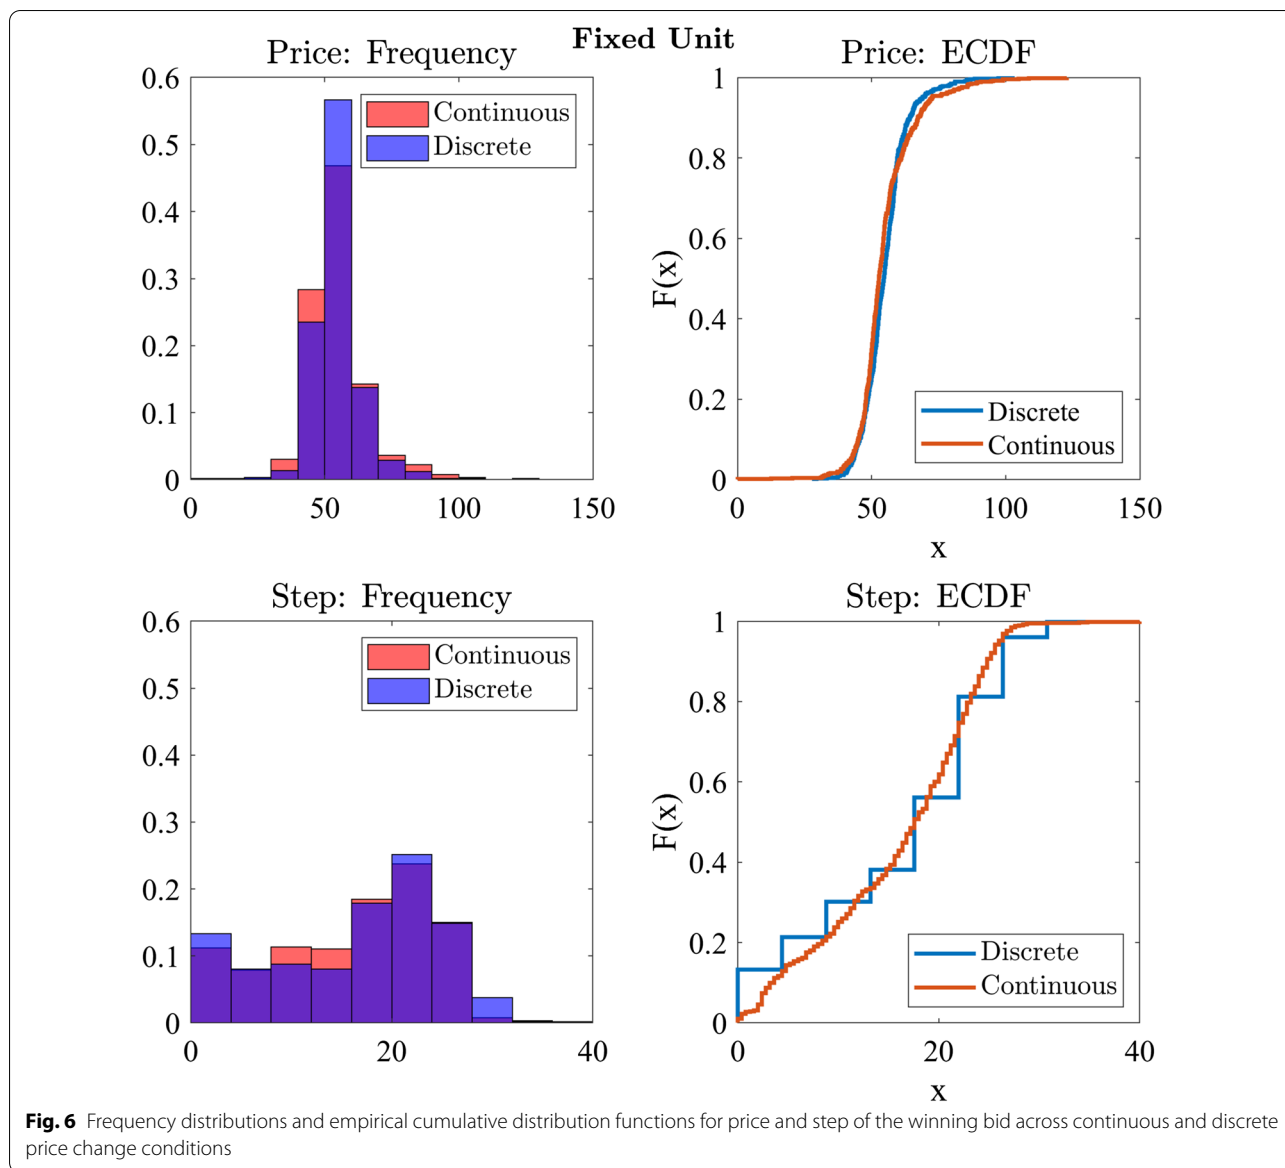 Fixed Unit
Price: Frequency
0.6
0.5
0.4
0.3
0.2
0.1
0
0
50
100
150
Continuous
Discrete
Price: ECDF
1
0.8
0.6
0.4
0.2
0
F(x)
0
50
100
150
x
Discrete
Continuous
Step: Frequency
0.6
0.5
0.4
0.3
0.2
0.1
0
0
20
40
Continuous
Discrete
Step: ECDF
1
0.8
0.6
0.4
0.2
0
F(x)
0
20
40
x
Discrete
Continuous
Fig. 6 Frequency distributions and empirical cumulative distribution functions for price and step of the winning bid across continuous and discrete
price change conditions